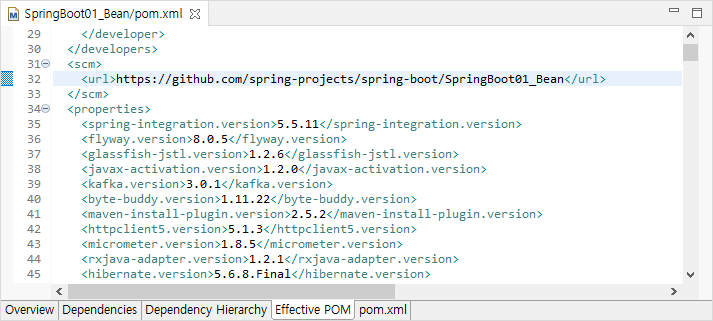 SpringBoot01_Bean/pom.xml
29 </developer>
30 </developers>
31 <scm>
32 <url>https://github.com/spring-projects/spring-boot/SpringBoot01_Bean</url>
33 </scm>
34 <properties>
35 <spring-integration.version>5.5.11</spring-integration.version>
36 <flyway.version>8.0.5</flyway.version>
37 <glassfish-jstl.version>1.2.6</glassfish-jstl.version>
38 <javax-activation.version>1.2.0</javax-activation.version>
39 <kafka.version>3.0.1</kafka.version>
40 <byte-buddy.version>1.11.22</byte-buddy.version>
41 <maven-install-plugin.version>2.5.2</maven-install-plugin.version>
42 <httpclient5.version>5.1.3</httpclient5.version>
43 <micrometer.version>1.8.5</micrometer.version>
44 <rxjava-adapter.version>1.2.1</rxjava-adapter.version>
45 <hibernate.version>5.6.8.Final</hibernate.version>
Overview Dependencies Dependency Hierarchy Effective POM pom.xml